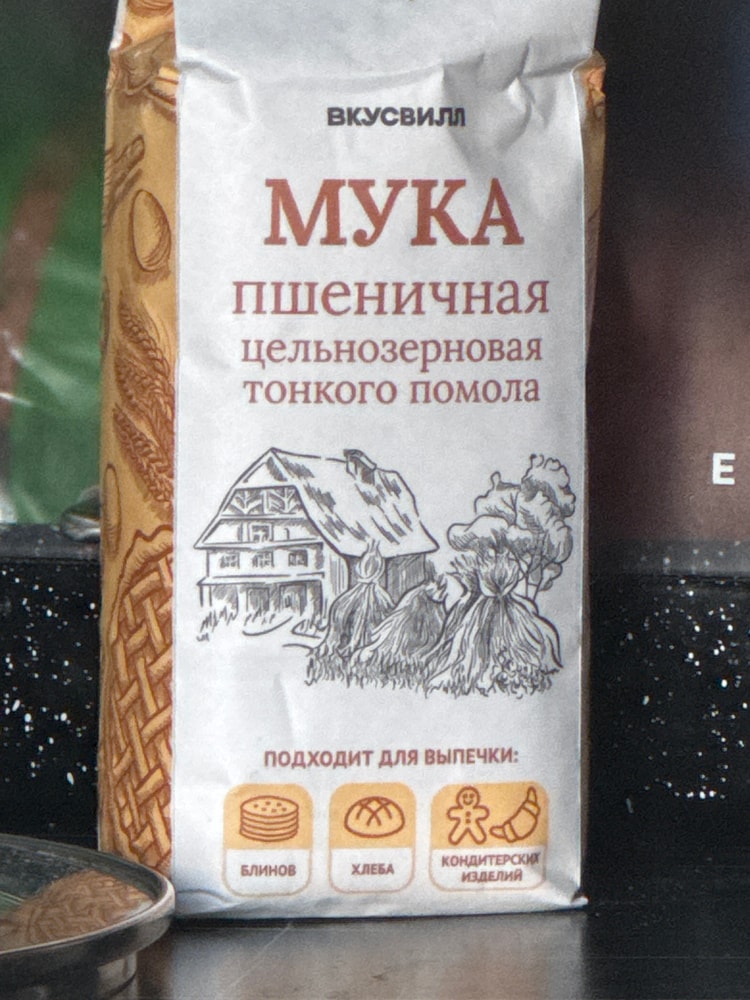 ВКУСВИЛЛ
МУКА
пшеничная
цельнозерновая
тонкого помола
E
ПОДХОДИТ ДЛЯ ВЫПЕЧКИ:
БЛИНОВ
ХЛЕБА
КОНДИТЕРСКИХ
ИЗДЕЛИЙ